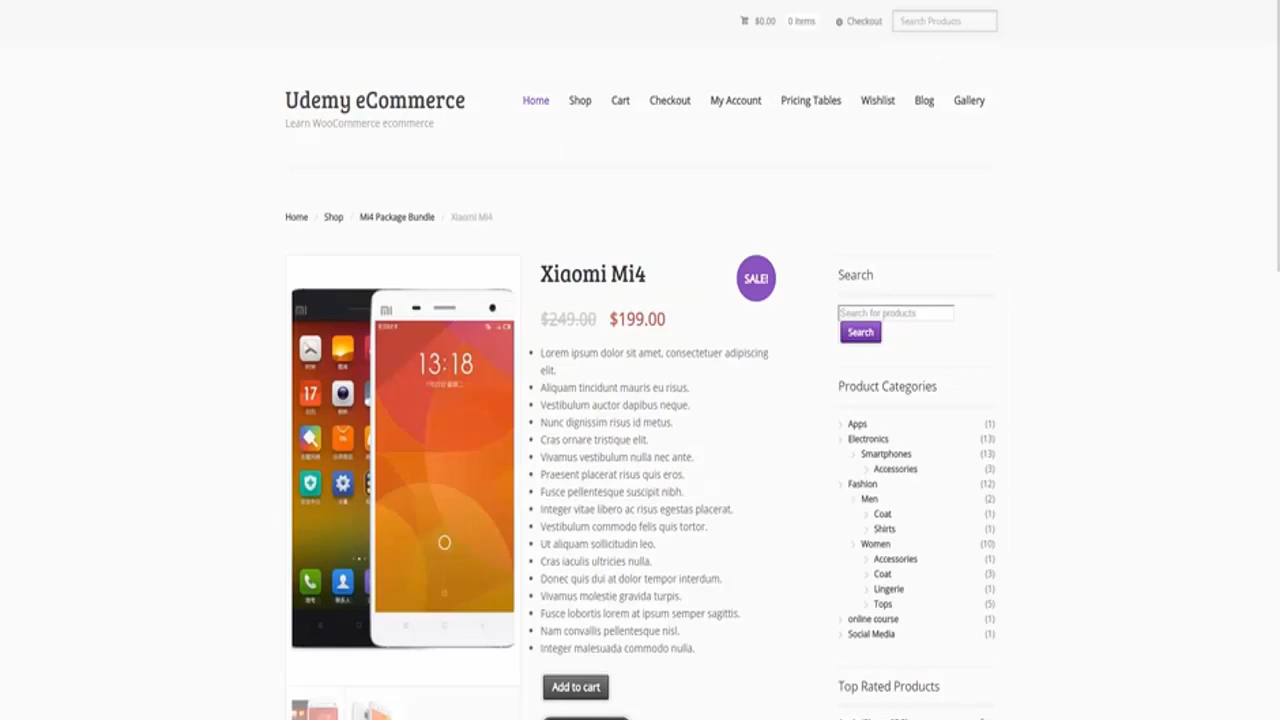 $0.00 0 Items Checkout Search Products
Udemy eCommerce
Learn WooCommerce ecommerce
Home Shop Cart Checkout My Account Pricing Tables Wishlist Blog Gallery
Home / Shop / Mi4 Package Bundle / Xiaomi Mi4
MI
MI
13:18
17
Xiaomi Mi4
SALE!
$249.00 $199.00
Lorem ipsum dolor sit amet, consectetuer adipiscing
elit.
Aliquam tincidunt mauris eu risus.
Vestibulum auctor dapibus neque.
Nunc dignissim risus id metus.
Cras ornare tristique elit.
Vivamus vestibulum nulla nec ante.
Praesent placerat risus quis eros.
Fusce pellentesque suscipit nibh.
Integer vitae libero ac risus egestas placerat.
Vestibulum commodo felis quis tortor.
Ut aliquam sollicitudin leo.
Cras iaculis ultricies nulla.
Donec quis dui at dolor tempor interdum.
Vivamus molestie gravida turpis.
Fusce lobortis lorem at ipsum semper sagittis.
Nam convallis pellentesque nisl.
Integer malesuada commodo nulla.
Add to cart
Search
Search for products
Search
Product Categories
Apps (1)
Electronics (13)
Smartphones (13)
Accessories (3)
Fashion (12)
Men (2)
Coat (1)
Shirts (1)
Women (10)
Accessories (1)
Coat (3)
Lingerie (1)
Tops (5)
online course (1)
Social Media (1)
Top Rated Products